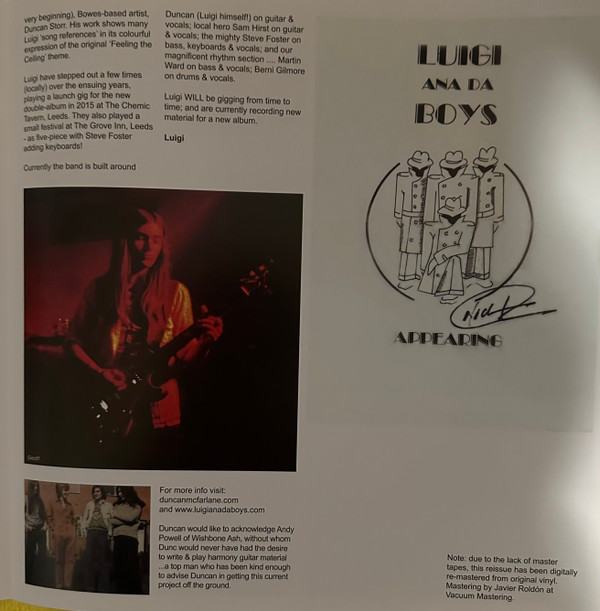 very beginning), Bowes-based artist,
Duncan Storr. His work shows many
Luigi 'song references' in its colourful
expression of the original 'Feeling the
Ceiling' theme.
Luigi have stepped out a few times
(locally) over the ensuing years,
playing a launch gig for the new
double-album in 2015 at The Chemic
Tavern, Leeds. They also played a
small festival at The Grove Inn, Leeds
- as five-piece with Steve Foster
adding keyboards!
Currently the band is built around
Duncan (Luigi himself!) on guitar &
vocals; local hero Sam Hirst on guitar
& vocals; the mighty Steve Foster on
bass, keyboards & vocals; and our
magnificent rhythm section .... Martin
Ward on bass & vocals; Berni Gilmore
on drums & vocals.
Luigi WILL be gigging from time to
time; and are currently recording new
material for a new album.
Luigi
Geoff
For more info visit:
duncanmcfarlane.com
and www.luigianadaboys.com
Duncan would like to acknowledge Andy
Powell of Wishbone Ash, without whom
Dunc would never have had the desire
to write & play harmony guitar material
...a top man who has been kind enough
to advise Duncan in getting this current
project off the ground.
LUIGI
ANA DA
BOYS
APPEARING
Note: due to the lack of master
tapes, this reissue has been digitally
re-mastered from original vinyl.
Mastering by Javier Roldón at
Vacuum Mastering.